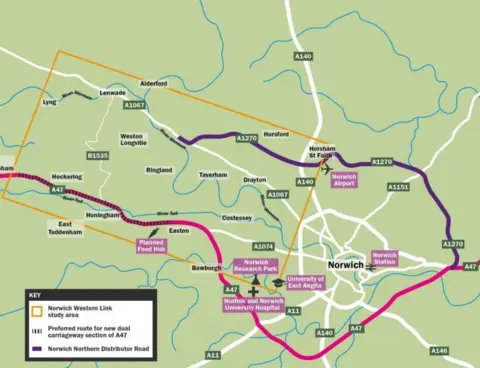 A140
Alderford
River Wensum
Lenwade
Lyng
A1067
A1270
Horsford
Weston
Longville
River Wensum
Horsham
St Faith
A1270
B1535
Ringland
Taverham
Drayton
A140
Norwich
Airport
A1151
Hockering
A47
River Tud
A1067
Honingham
River Tud
Costessey
East
Tuddenham
Easton
Planned
Food Hub
A1074
A1270
Norwich
Station
A47
Bawburgh
Norwich
Research Park
Norwich
University of
East Anglia
A47
Norfolk and Norwich
University Hospital
A11
A140
A47
A11
A146
KEY
Norwich Western Link
study area
Preferred route for new dual
carriageway section of A47
Norwich Northern Distributor Road